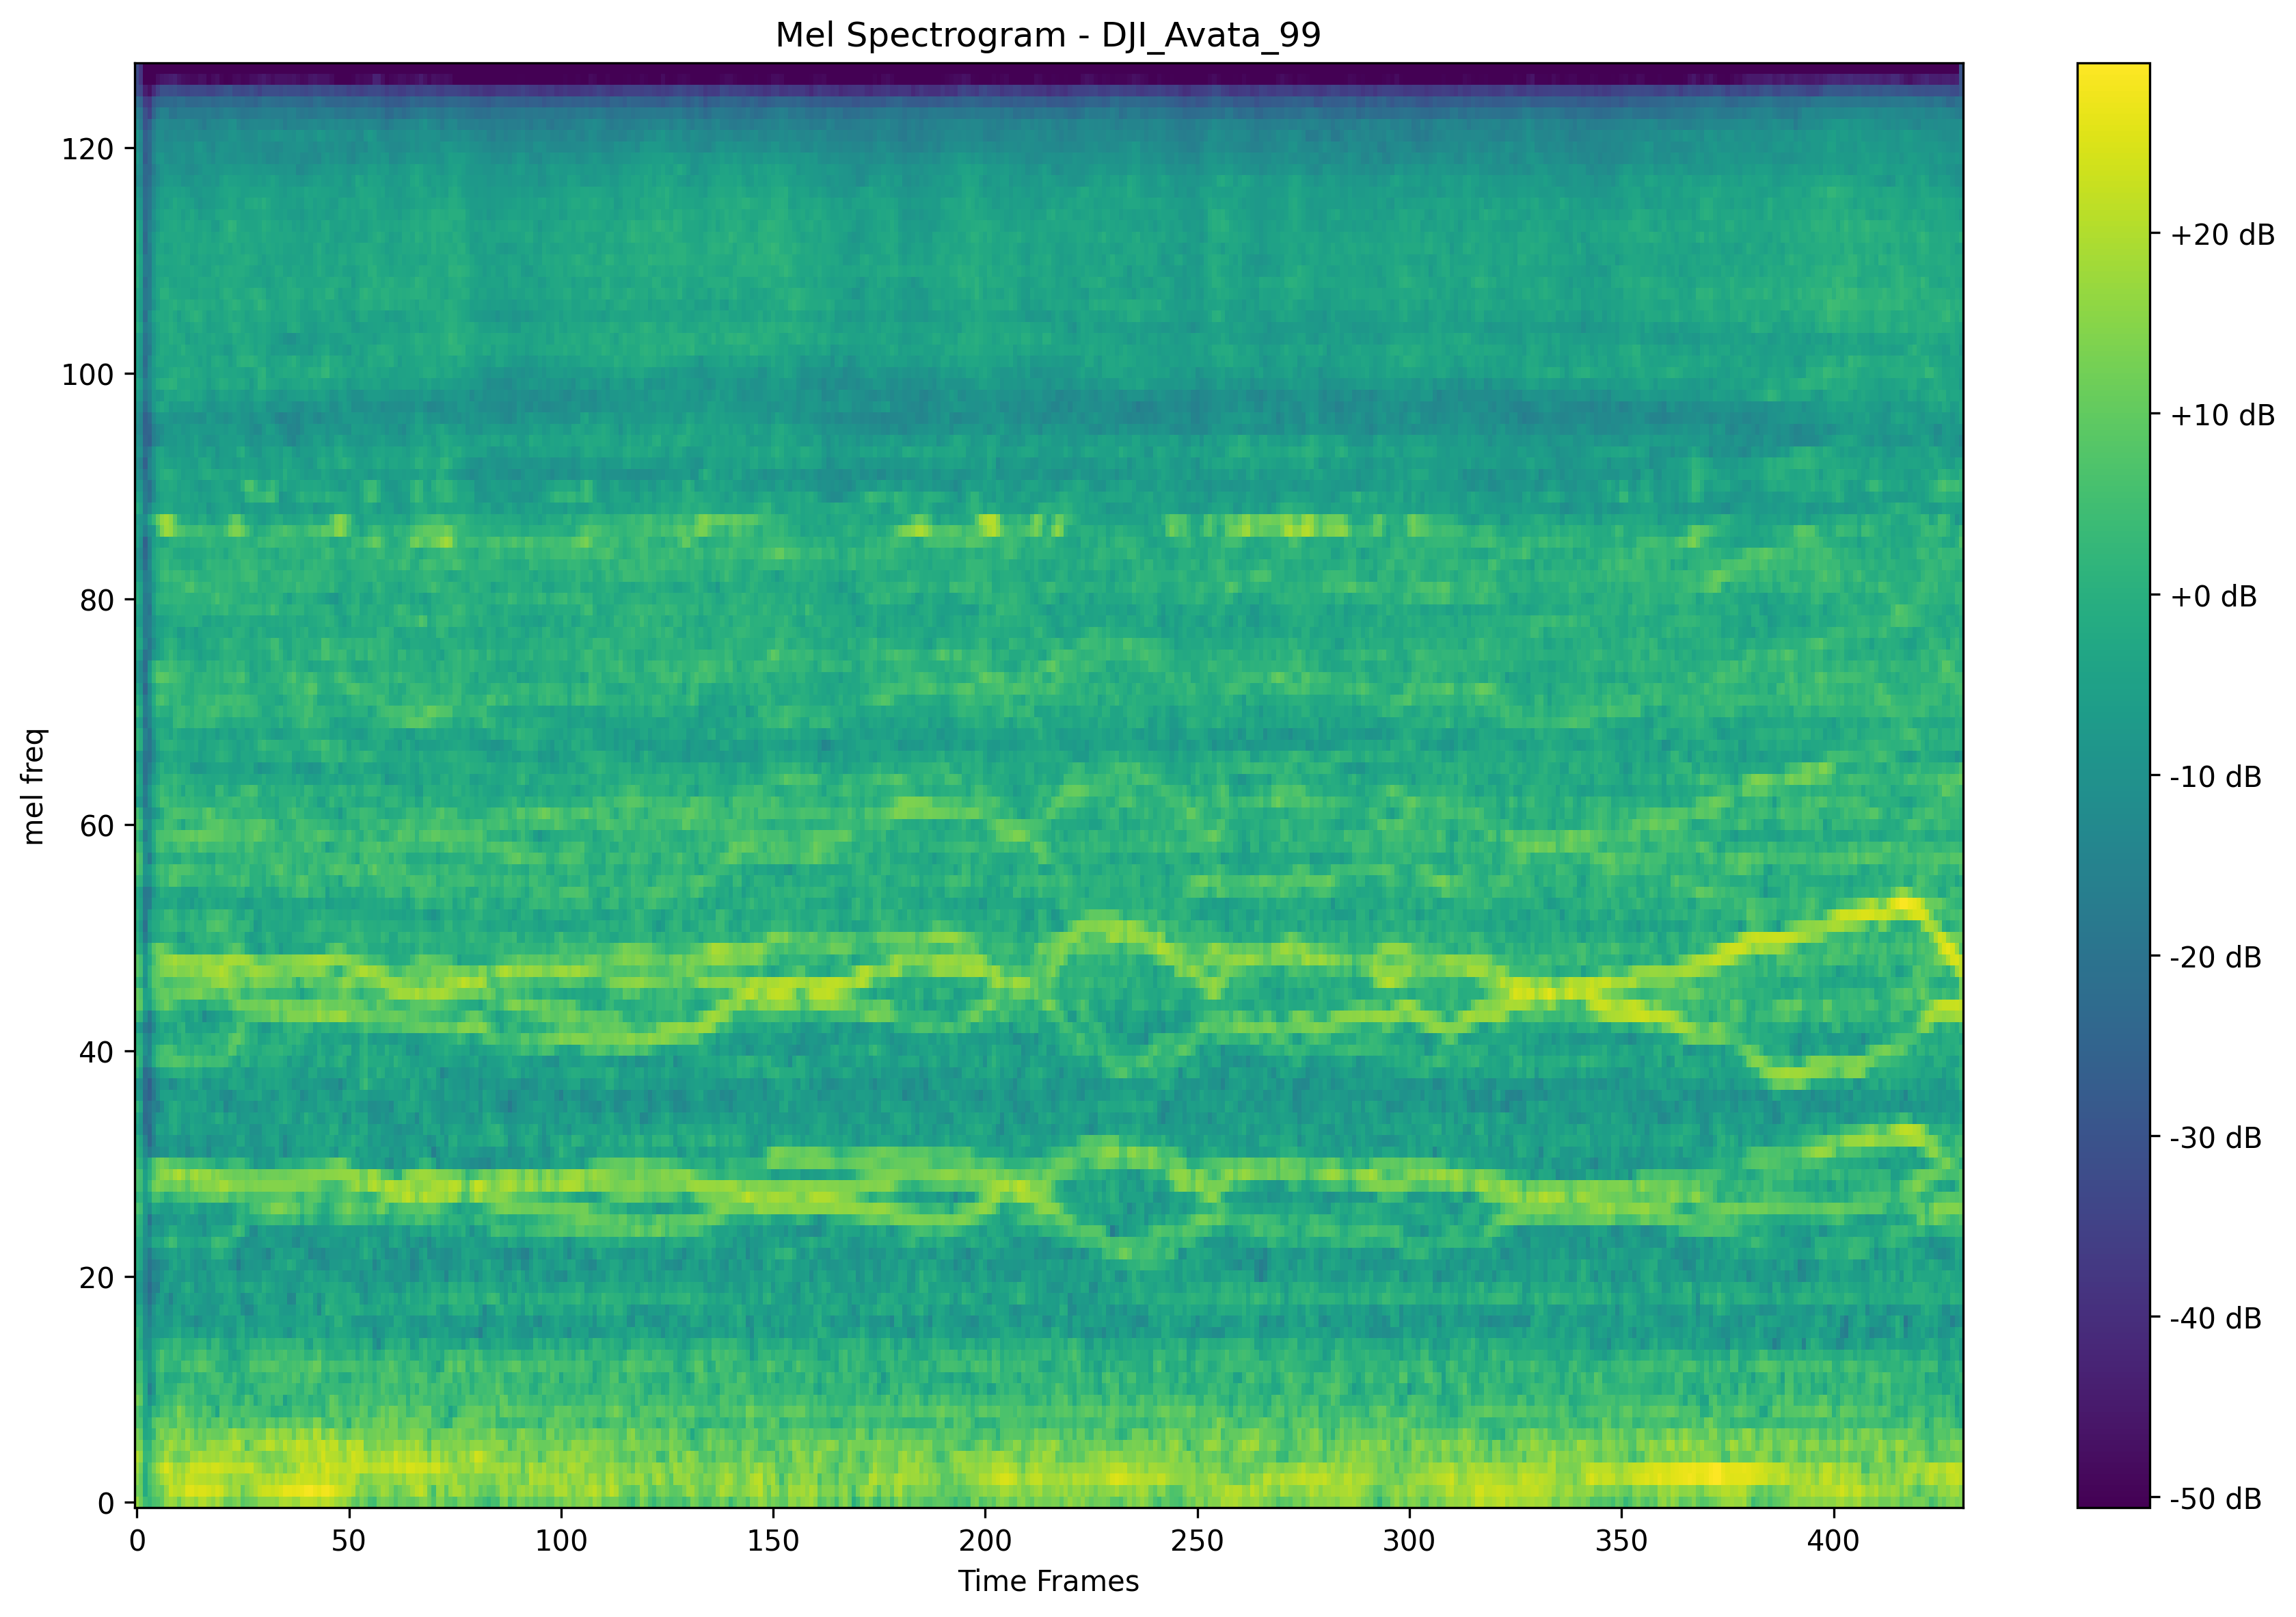 Mel Spectrogram - DJI_Avata_99
120
100
80
60
40
20
0
mel freq
0 50 100 150 200 250 300 350 400
Time Frames
+20 dB
+10 dB
+0 dB
-10 dB
-20 dB
-30 dB
-40 dB
-50 dB